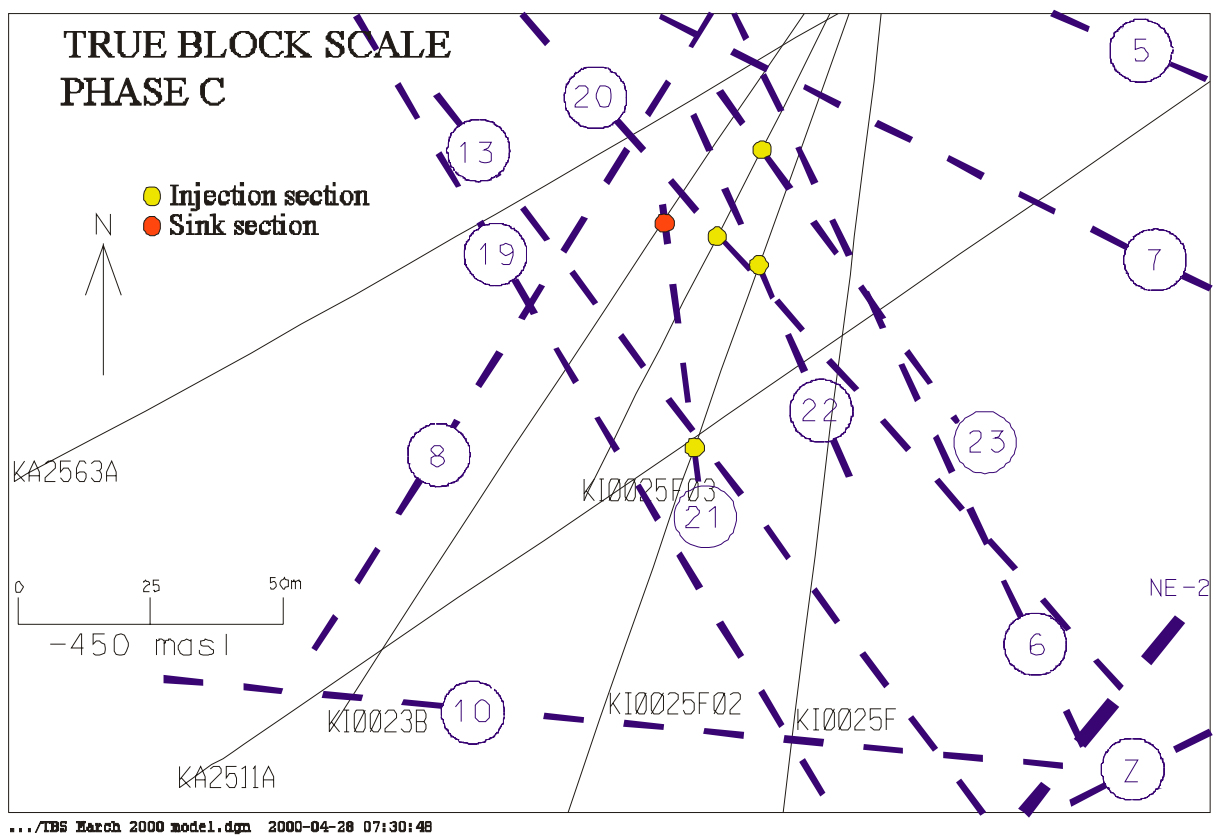 TRUE BLOCK SCALE
PHASE C
5
20
13
Injection section
Sink section
N
19
7
22
23
8
KA2563A
KI0025F03
21
0 25 50m
NE-2
-450 masl
6
KI0025F02
10
KI0023B
KI0025F
Z
KA2511A
.../TBS March 2000 model.dgn 2000-04-28 07:30:48